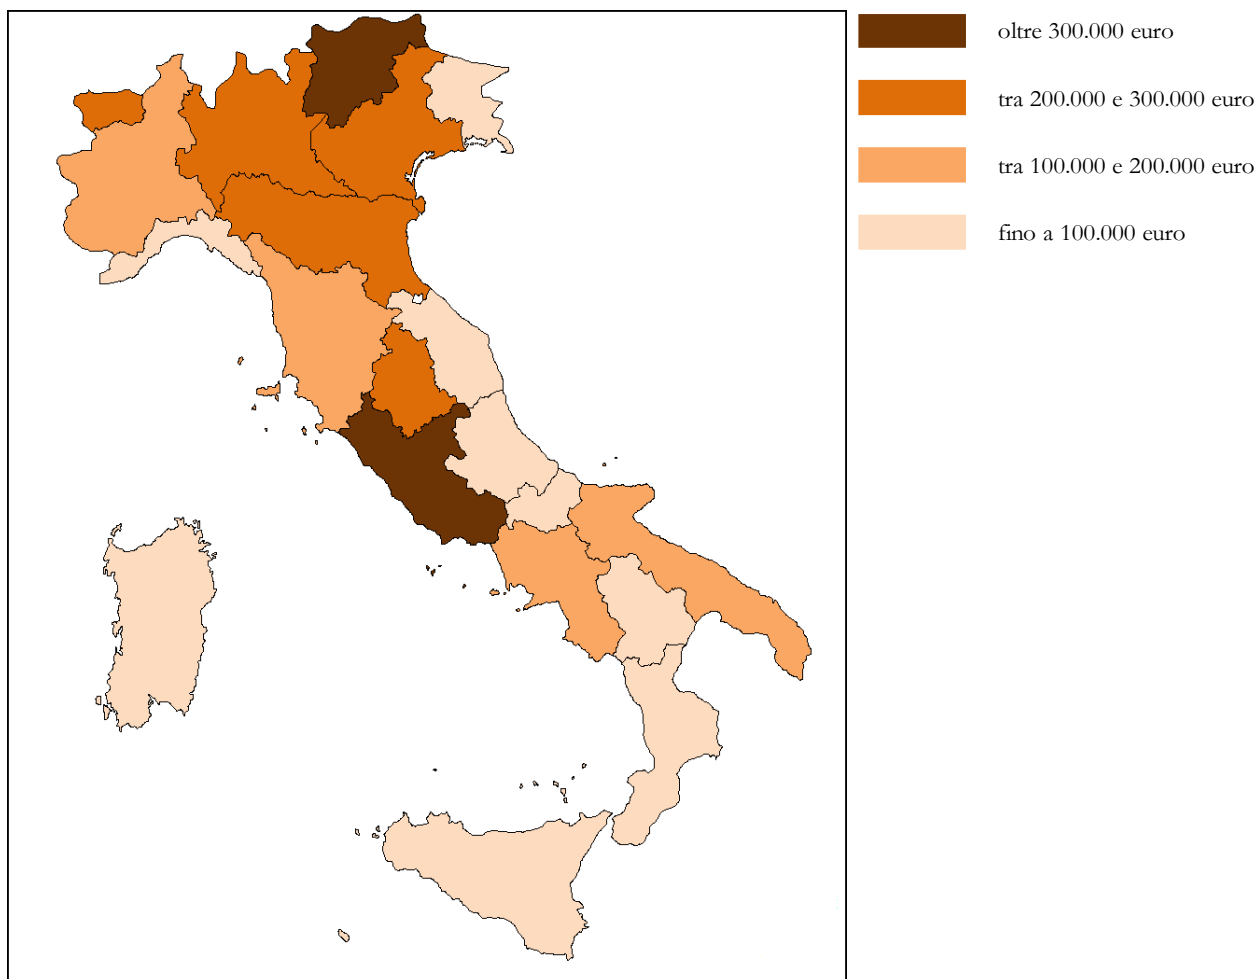 oltre 300.000 euro
tra 200.000 e 300.000 euro
tra 100.000 e 200.000 euro
fino a 100.000 euro